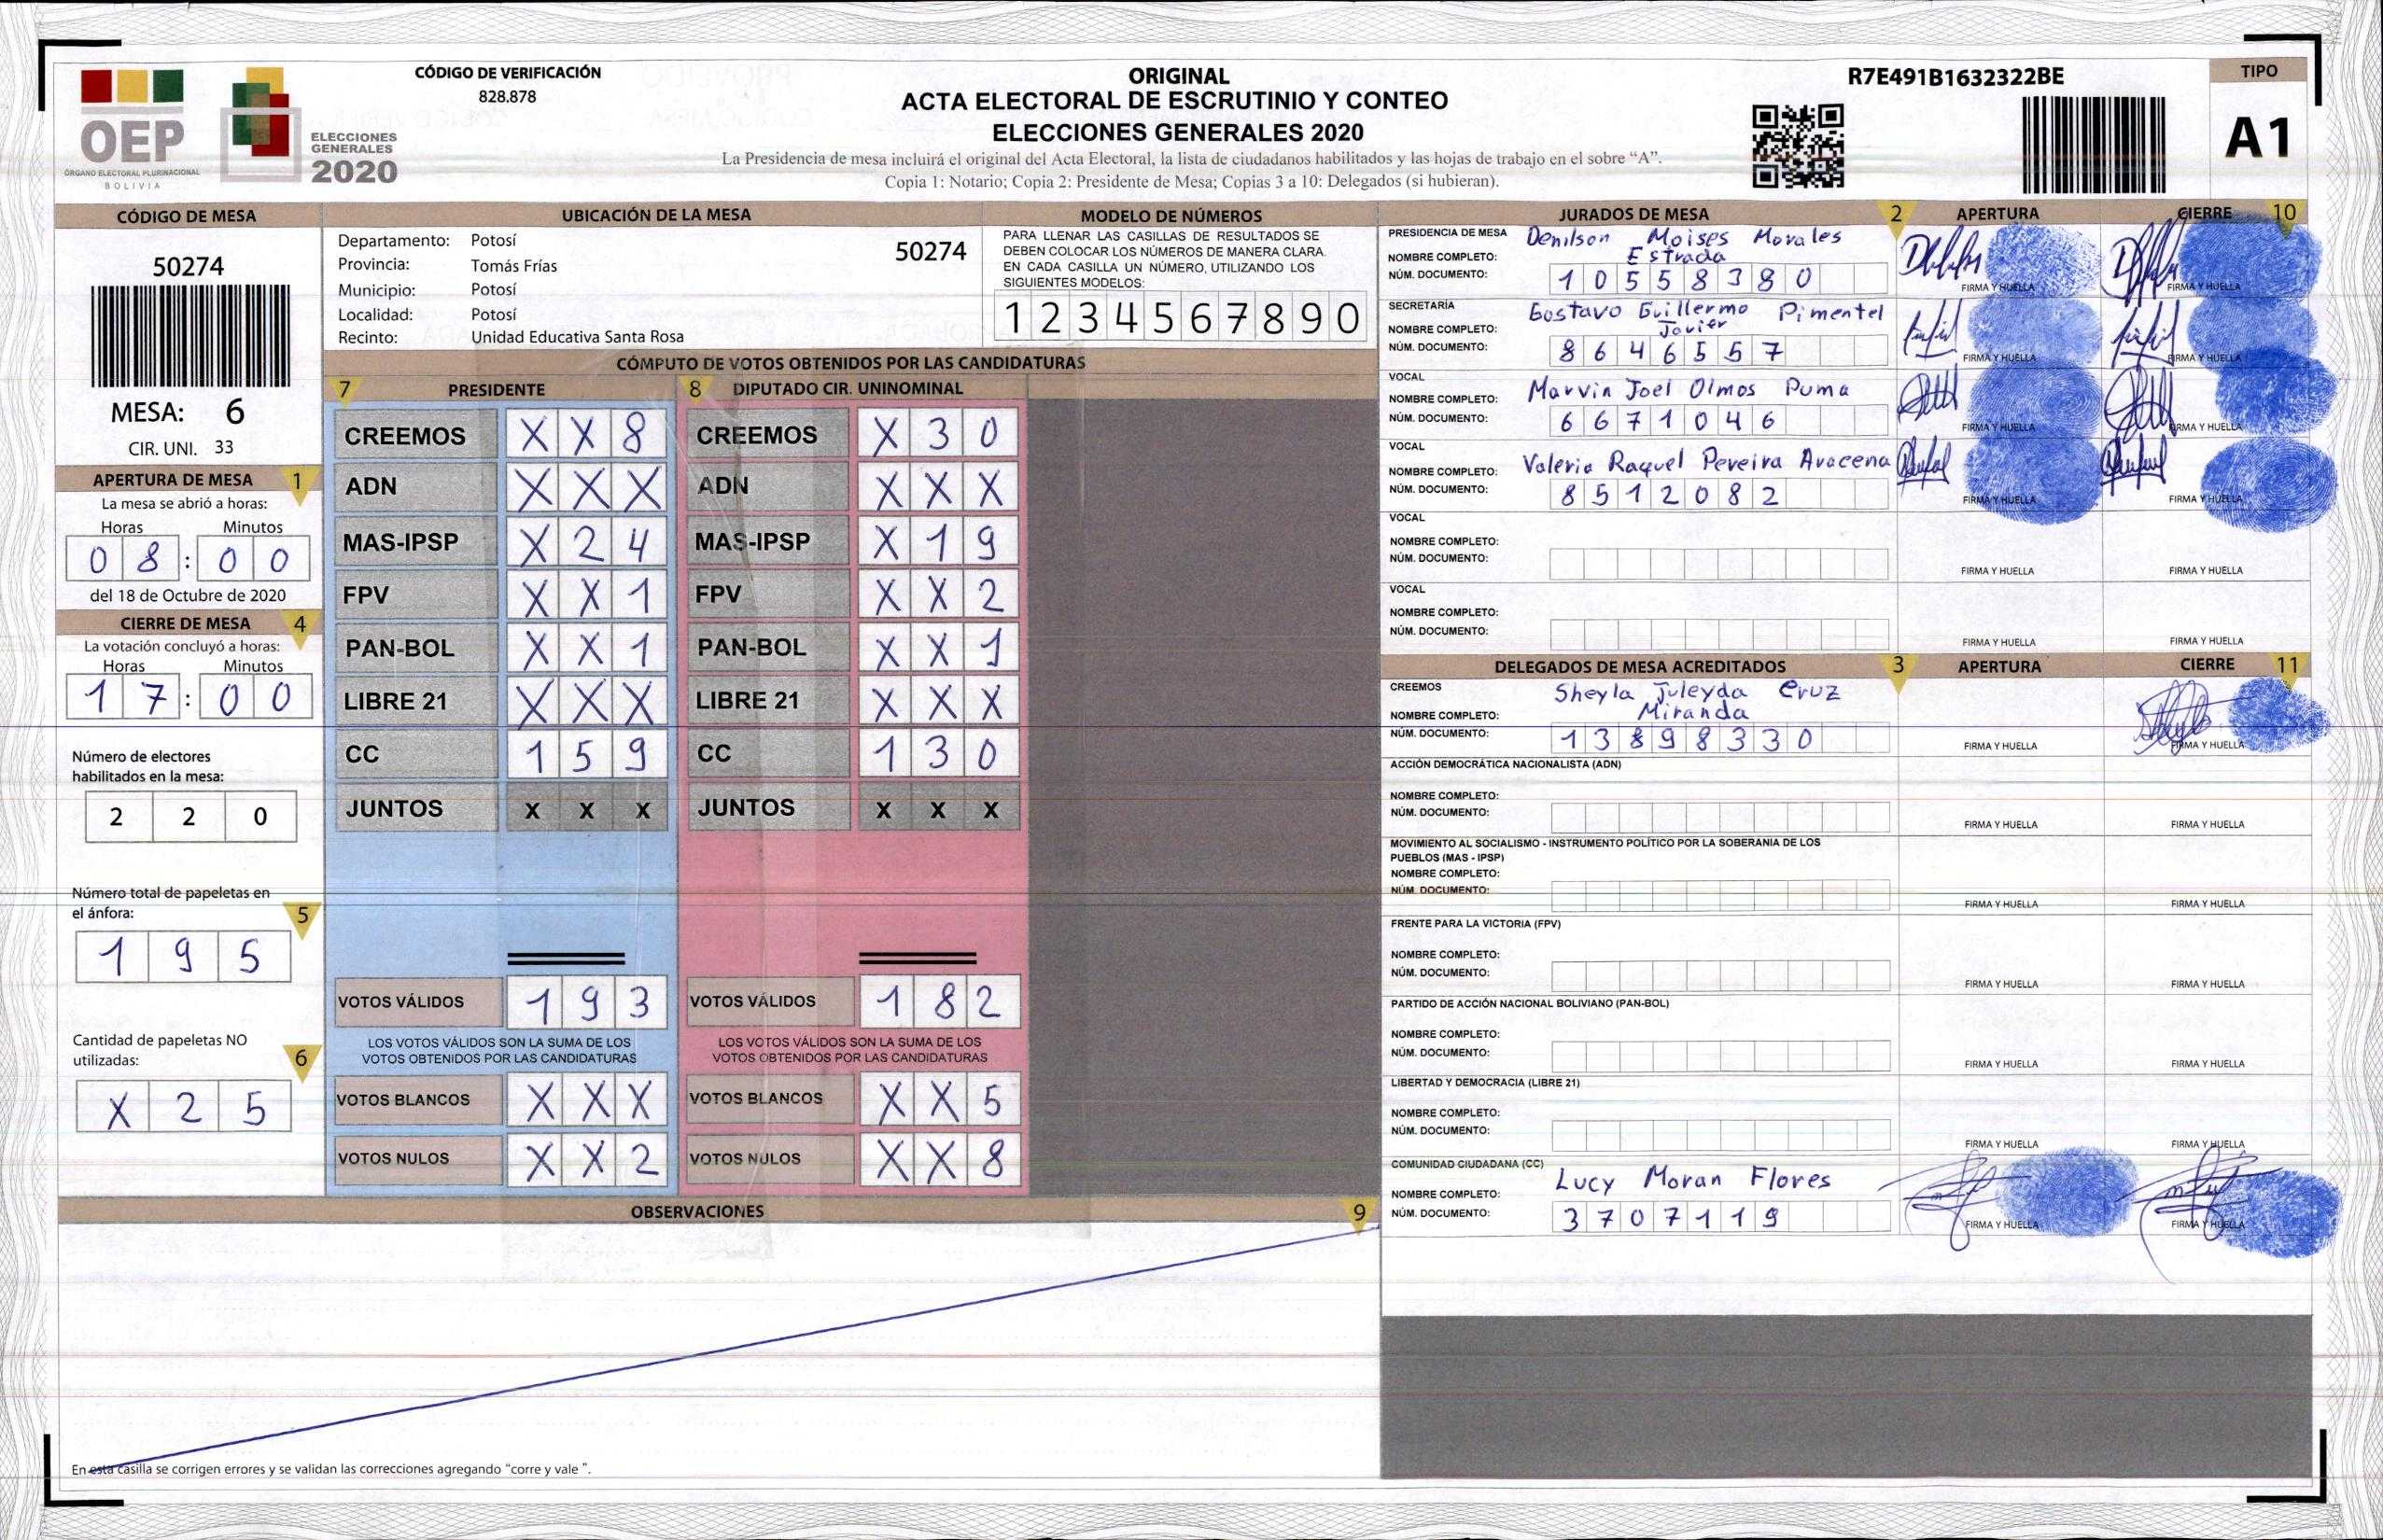 OEP
ÓRGANO ELECTORAL PLURINACIONAL
BOLIVIA
ELECCIONES
GENERALES
2020
CÓDIGO DE VERIFICACIÓN
828.878
ORIGINAL
ACTA ELECTORAL DE ESCRUTINIO Y CONTEO
ELECCIONES GENERALES 2020
La Presidencia de mesa incluirá el original del Acta Electoral, la lista de ciudadanos habilitados y las hojas de trabajo en el sobre “A”.
Copia 1: Notario; Copia 2: Presidente de Mesa; Copias 3 a 10: Delegados (si hubieran).
R7E491B1632322BE
TIPO
A1
CÓDIGO DE MESA
50274
MESA: 6
CIR. UNI. 33
APERTURA DE MESA 1
La mesa se abrió a horas:
Horas Minutos
0 8 : 0 0
del 18 de Octubre de 2020
CIERRE DE MESA 4
La votación concluyó a horas:
Horas Minutos
1 7 : 0 0
Número de electores
habilitados en la mesa:
2 2 0
Número total de papeletas en
el ánfora:
5
1 9 5
Cantidad de papeletas NO
utilizadas:
6
X 2 5
UBICACIÓN DE LA MESA
Departamento: Potosí 50274
Provincia: Tomás Frías
Municipio: Potosí
Localidad: Potosí
Recinto: Unidad Educativa Santa Rosa
MODELO DE NÚMEROS
PARA LLENAR LAS CASILLAS DE RESULTADOS SE
DEBEN COLOCAR LOS NÚMEROS DE MANERA CLARA.
EN CADA CASILLA UN NÚMERO, UTILIZANDO LOS
SIGUIENTES MODELOS:
1 2 3 4 5 6 7 8 9 0
CÓMPUTO DE VOTOS OBTENIDOS POR LAS CANDIDATURAS
7 PRESIDENTE 8 DIPUTADO CIR. UNINOMINAL
CREEMOS X X 8 CREEMOS X 3 0
ADN X X X ADN X X X
MAS-IPSP X 2 4 MAS-IPSP X 1 9
FPV X X 1 FPV X X 2
PAN-BOL X X 1 PAN-BOL X X 1
LIBRE 21 X X X LIBRE 21 X X X
CC 1 5 9 CC 1 3 0
JUNTOS X X X JUNTOS X X X
VOTOS VÁLIDOS 1 9 3 VOTOS VÁLIDOS 1 8 2
LOS VOTOS VÁLIDOS SON LA SUMA DE LOS LOS VOTOS VÁLIDOS SON LA SUMA DE LOS
VOTOS OBTENIDOS POR LAS CANDIDATURAS VOTOS OBTENIDOS POR LAS CANDIDATURAS
VOTOS BLANCOS X X X VOTOS BLANCOS X X 5
VOTOS NULOS X X 2 VOTOS NULOS X X 8
OBSERVACIONES 9
En esta casilla se corrigen errores y se validan las correcciones agregando “corre y vale ”.
JURADOS DE MESA 2 APERTURA CIERRE 10
PRESIDENCIA DE MESA Denilson Moises Morales
NOMBRE COMPLETO: Estrada
NÚM. DOCUMENTO: 1 0 5 5 8 3 8 0 FIRMA Y HUELLA FIRMA Y HUELLA
SECRETARÍA Gostavo Guillermo Pimentel
NOMBRE COMPLETO: Javier
NÚM. DOCUMENTO: 8 6 4 6 5 5 7 FIRMA Y HUELLA FIRMA Y HUELLA
VOCAL Marvin Joel Olmos Puma
NOMBRE COMPLETO:
NÚM. DOCUMENTO: 6 6 7 1 0 4 6 FIRMA Y HUELLA FIRMA Y HUELLA
VOCAL
NOMBRE COMPLETO: Valeria Raquel Pereira Aracena
NÚM. DOCUMENTO: 8 5 1 2 0 8 2 FIRMA Y HUELLA FIRMA Y HUELLA
VOCAL
NOMBRE COMPLETO:
NÚM. DOCUMENTO: FIRMA Y HUELLA FIRMA Y HUELLA
VOCAL
NOMBRE COMPLETO:
NÚM. DOCUMENTO: FIRMA Y HUELLA FIRMA Y HUELLA
DELEGADOS DE MESA ACREDITADOS 3 APERTURA CIERRE 11
CREEMOS Sheyla Juleyda Cruz
NOMBRE COMPLETO: Miranda
NÚM. DOCUMENTO: 1 3 8 9 8 3 3 0 FIRMA Y HUELLA FIRMA Y HUELLA
ACCIÓN DEMOCRÁTICA NACIONALISTA (ADN)
NOMBRE COMPLETO:
NÚM. DOCUMENTO: FIRMA Y HUELLA FIRMA Y HUELLA
MOVIMIENTO AL SOCIALISMO - INSTRUMENTO POLÍTICO POR LA SOBERANIA DE LOS
PUEBLOS (MAS - IPSP)
NOMBRE COMPLETO:
NÚM. DOCUMENTO: FIRMA Y HUELLA FIRMA Y HUELLA
FRENTE PARA LA VICTORIA (FPV)
NOMBRE COMPLETO:
NÚM. DOCUMENTO: FIRMA Y HUELLA FIRMA Y HUELLA
PARTIDO DE ACCIÓN NACIONAL BOLIVIANO (PAN-BOL)
NOMBRE COMPLETO:
NÚM. DOCUMENTO: FIRMA Y HUELLA FIRMA Y HUELLA
LIBERTAD Y DEMOCRACIA (LIBRE 21)
NOMBRE COMPLETO:
NÚM. DOCUMENTO: FIRMA Y HUELLA FIRMA Y HUELLA
COMUNIDAD CIUDADANA (CC) Lucy Moran Flores
NOMBRE COMPLETO:
NÚM. DOCUMENTO: 3 7 0 7 1 1 9 FIRMA Y HUELLA FIRMA Y HUELLA